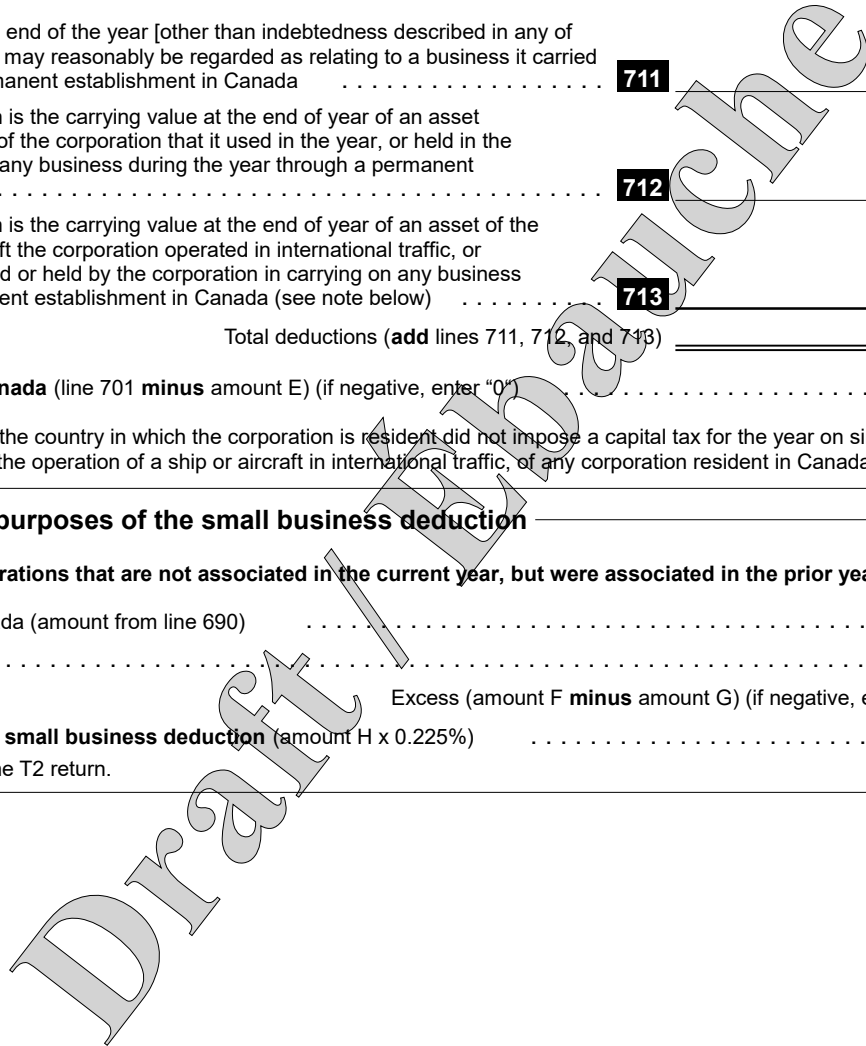 end of the year [other than indebtedness described in any of
may reasonably be regarded as relating to a business it carried
manent establishment in Canada . . . . . . . . . . . . . . . . . . 711
is the carrying value at the end of year of an asset
of the corporation that it used in the year, or held in the
any business during the year through a permanent
. . . . . . . . . . . . . . . . . . . . . . . . . . . . . . . . . . . . . . . . . 712
is the carrying value at the end of year of an asset of the
ft the corporation operated in international traffic, or
d or held by the corporation in carrying on any business
ent establishment in Canada (see note below) . . . . . . . . . . 713
Total deductions (add lines 711, 712, and 713)
nada (line 701 minus amount E) (if negative, enter “0“) . . . . . . . . . . . . . . . . . . . . .
the country in which the corporation is resident did not impose a capital tax for the year on si
the operation of a ship or aircraft in international traffic, of any corporation resident in Canada
purposes of the small business deduction
rations that are not associated in the current year, but were associated in the prior yea
da (amount from line 690) . . . . . . . . . . . . . . . . . . . . . . . . . . . . . . . . . . . . . . .
. . . . . . . . . . . . . . . . . . . . . . . . . . . . . . . . . . . . . . . . . . . . . . . . . . . . . . . . . . .
Excess (amount F minus amount G) (if negative, e
small business deduction (amount H x 0.225%) . . . . . . . . . . . . . . . . . . . . . . .
e T2 return.
Draft / Ébauche